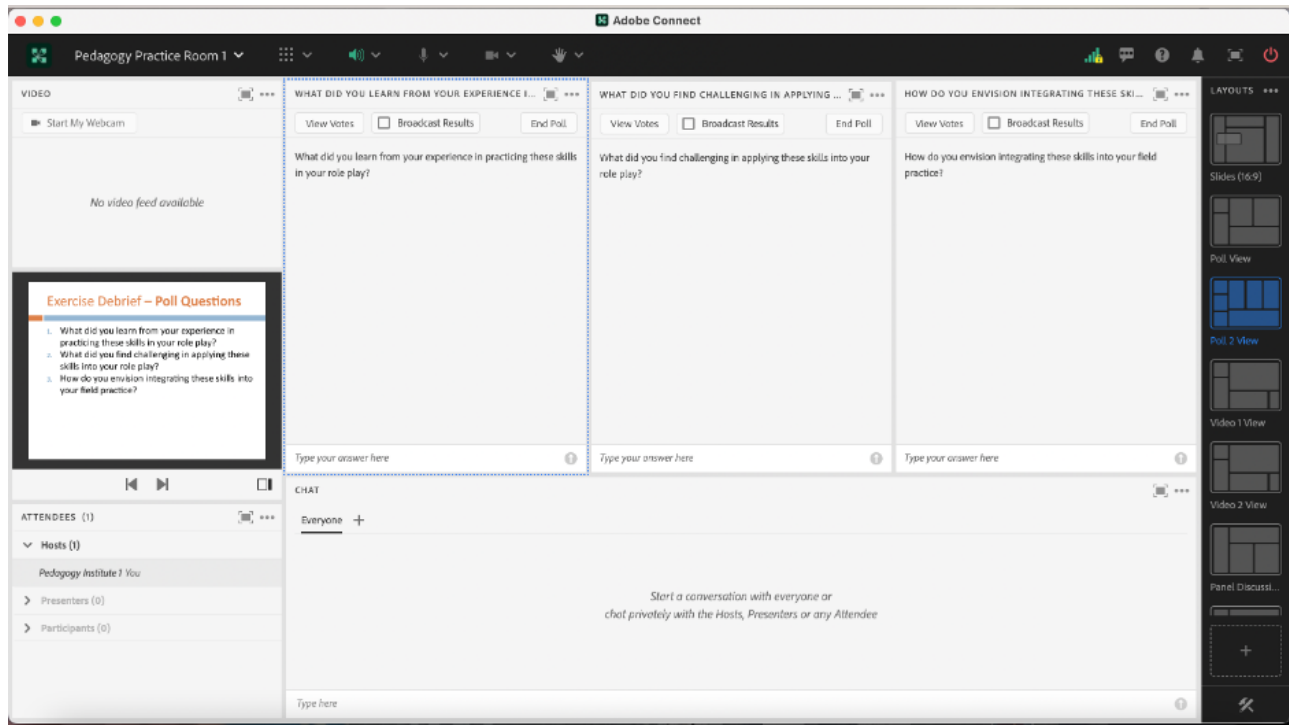 Adobe Connect
Pedagogy Practice Room 1
VIDEO
Start My Webcam
No video feed available
Exercise Debrief – Poll Questions
1. What did you learn from your experience in
practicing these skills in your role play?
2. What did you find challenging in applying these
skills into your role play?
3. How do you envision integrating these skills into
your field practice?
ATTENDEES (1)
Hosts (1)
Pedagogy Institute 1 You
Presenters (0)
Participants (0)
WHAT DID YOU LEARN FROM YOUR EXPERIENCE I...
View Votes Broadcast Results End Poll
What did you learn from your experience in practicing these skills
in your role play?
Type your answer here
WHAT DID YOU FIND CHALLENGING IN APPLYING ...
View Votes Broadcast Results End Poll
What did you find challenging in applying these skills into your
role play?
Type your answer here
HOW DO YOU ENVISION INTEGRATING THESE SKI...
View Votes Broadcast Results End Poll
How do you envision integrating these skills into your field
practice?
Type your answer here
CHAT
Everyone
Start a conversation with everyone or
chat privately with the Hosts, Presenters or any Attendee
Type here
LAYOUTS
Slides (16:9)
Poll View
Poll 2 View
Video 1 View
Video 2 View
Panel Discussi...